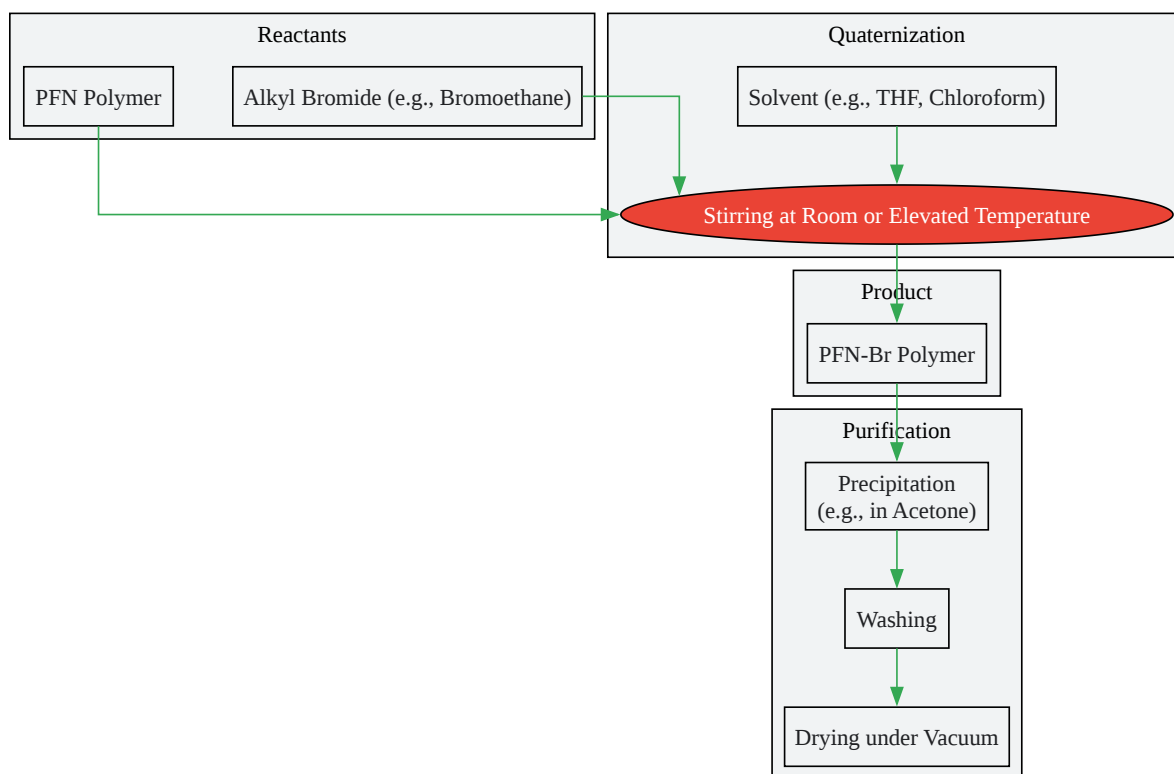 Reactants
PFN Polymer
Alkyl Bromide (e.g., Bromoethane)
Quaternization
Solvent (e.g., THF, Chloroform)
Stirring at Room or Elevated Temperature
Product
PFN-Br Polymer
Purification
Precipitation
(e.g., in Acetone)
Washing
Drying under Vacuum